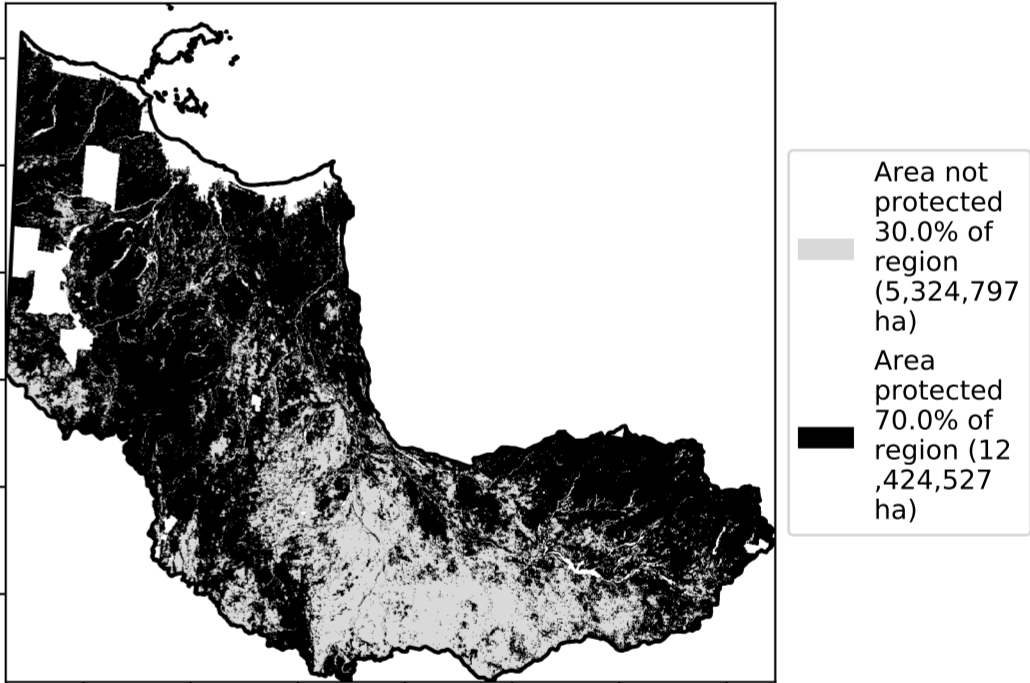 Area not
protected
30.0% of
region
(5,324,797
ha)
Area
protected
70.0% of
region (12
,424,527
ha)